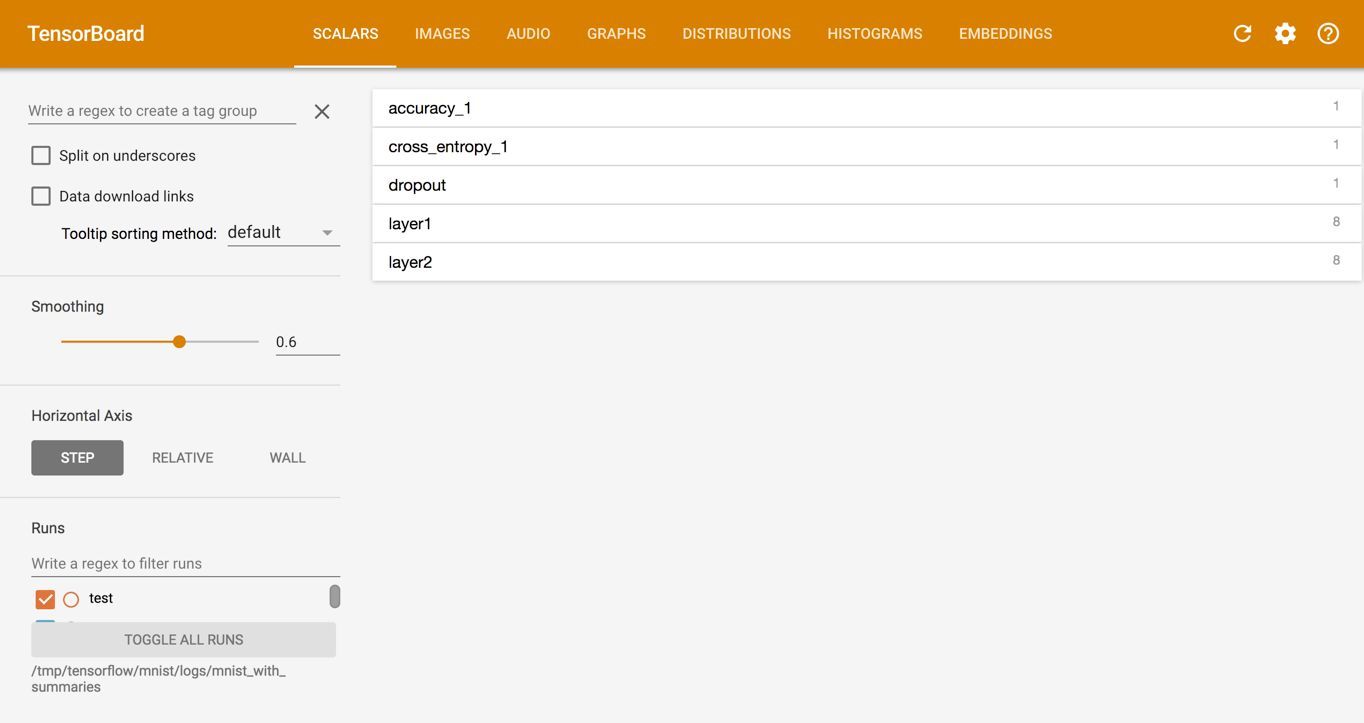 TensorBoard
SCALARS IMAGES AUDIO GRAPHS DISTRIBUTIONS HISTOGRAMS EMBEDDINGS
Write a regex to create a tag group
Split on underscores
Data download links
Tooltip sorting method: default
Smoothing
0.6
Horizontal Axis
STEP RELATIVE WALL
Runs
Write a regex to filter runs
test
TOGGLE ALL RUNS
/tmp/tensorflow/mnist/logs/mnist_with_
summaries
accuracy_1 1
cross_entropy_1 1
dropout 1
layer1 8
layer2 8